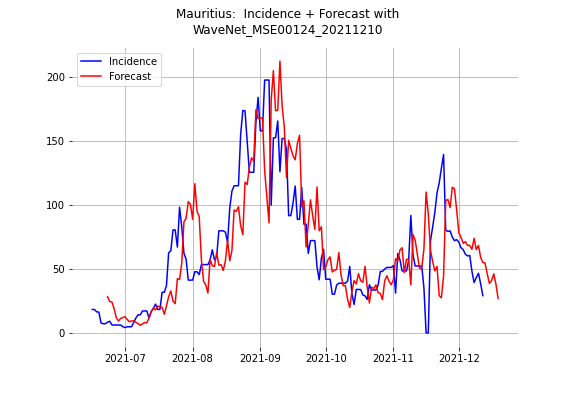 Mauritius:  Incidence + Forecast with
WaveNet_MSE00124_20211210
Incidence
Forecast
200
150
100
50
0
2021-07 2021-08 2021-09 2021-10 2021-11 2021-12